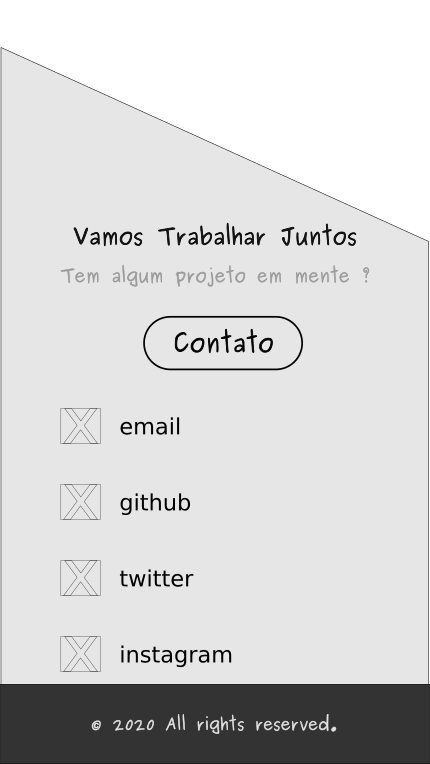 Vamos Trabalhar Juntos
Tem algum projeto em mente ?
Contato
email
github
twitter
instagram
© 2020 All rights reserved.